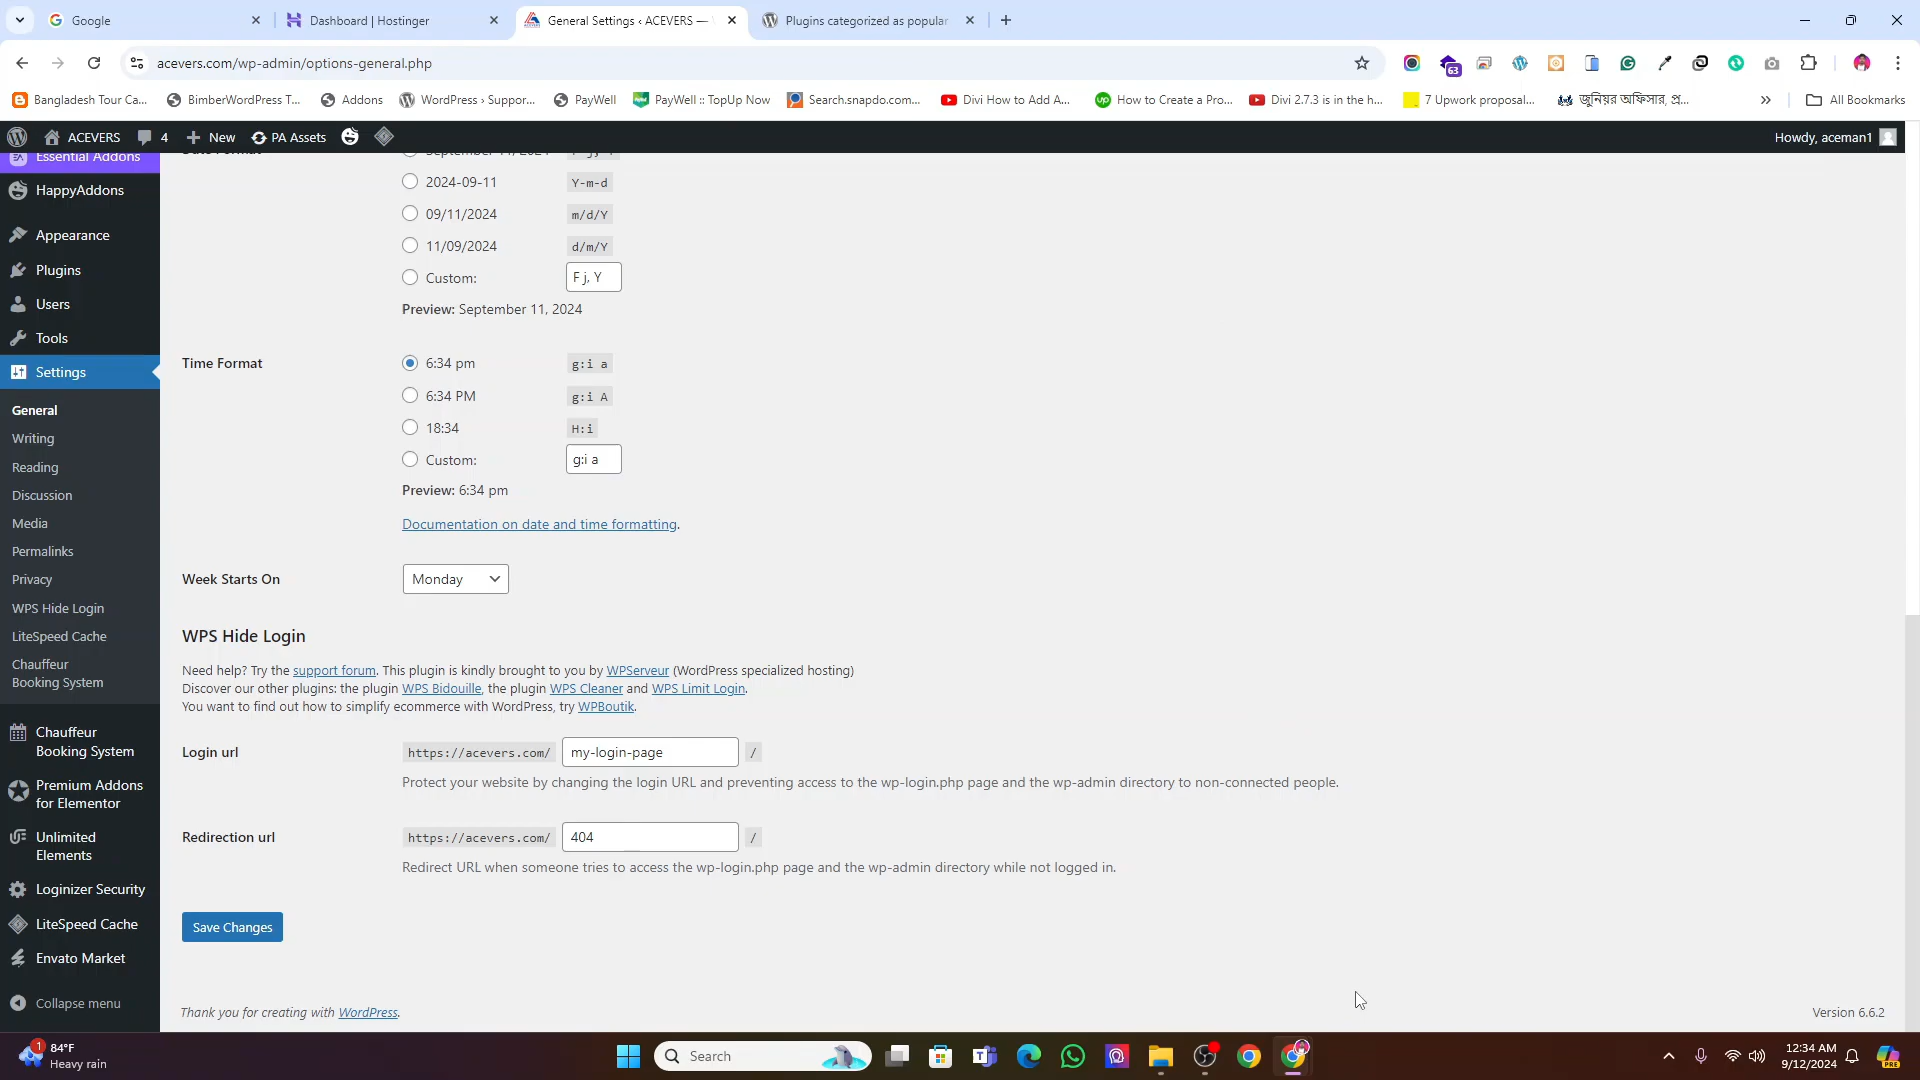 Google
Dashboard | Hostinger
General Settings ‹ ACEVERS —
Plugins categorized as popular
acevers.com/wp-admin/options-general.php
63
Bangladesh Tour Ca...
BimberWordPress T...
Addons
WordPress › Suppor...
PayWell
PayWell :: TopUp Now
Search.snapdo.com...
Divi How to Add A...
How to Create a Pro...
Divi 2.7.3 is in the h...
7 Upwork proposal...
জুনিয়র অফিসার, প্র...
All Bookmarks
ACEVERS
4
New
PA Assets
Howdy, aceman1
Essential Addons
HappyAddons
Appearance
Plugins
Users
Tools
Settings
General
Writing
Reading
Discussion
Media
Permalinks
Privacy
WPS Hide Login
LiteSpeed Cache
Chauffeur
Booking System
Chauffeur
Booking System
Premium Addons
for Elementor
Unlimited
Elements
Loginizer Security
LiteSpeed Cache
Envato Market
Collapse menu
2024-09-11 Y-m-d
09/11/2024 m/d/Y
11/09/2024 d/m/Y
Custom: F j, Y
Preview: September 11, 2024
Time Format
6:34 pm g:i a
6:34 PM g:i A
18:34 H:i
Custom: g:i a
Preview: 6:34 pm
Documentation on date and time formatting.
Week Starts On Monday
WPS Hide Login
Need help? Try the support forum. This plugin is kindly brought to you by WPServeur (WordPress specialized hosting)
Discover our other plugins: the plugin WPS Bidouille, the plugin WPS Cleaner and WPS Limit Login.
You want to find out how to simplify ecommerce with WordPress, try WPBoutik.
Login url https://acevers.com/ my-login-page /
Protect your website by changing the login URL and preventing access to the wp-login.php page and the wp-admin directory to non-connected people.
Redirection url https://acevers.com/ 404 /
Redirect URL when someone tries to access the wp-login.php page and the wp-admin directory while not logged in.
Save Changes
Thank you for creating with WordPress.
Version 6.6.2
1
84°F
Heavy rain
Search
12:34 AM
9/12/2024